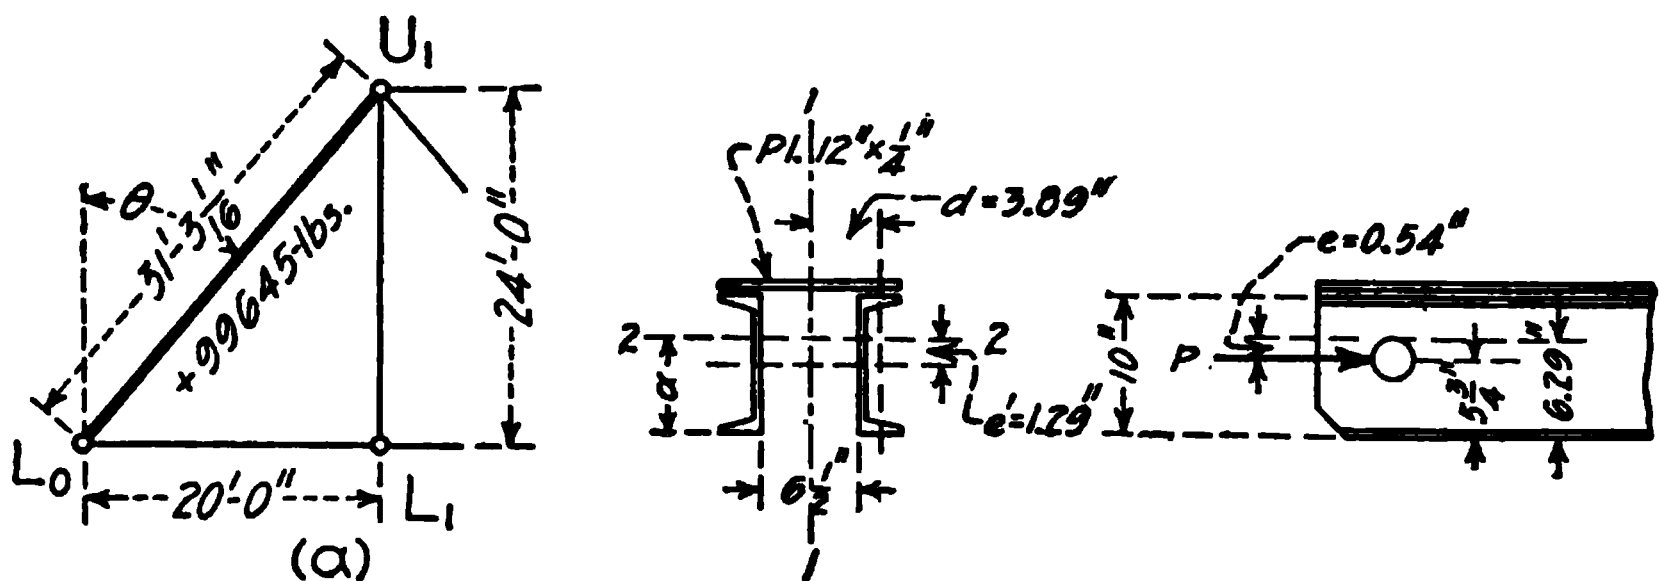 U1
θ
31'-3 1/16"
+99645-lbs.
24'-0"
L0
20'-0"
L1
(a)
1
Pl. 12" x 1/4"
d = 3.89"
2
2
a
e' = 1.29"
6 1/2"
1
e = 0.54"
10"
P
5 3/4"
6.29"